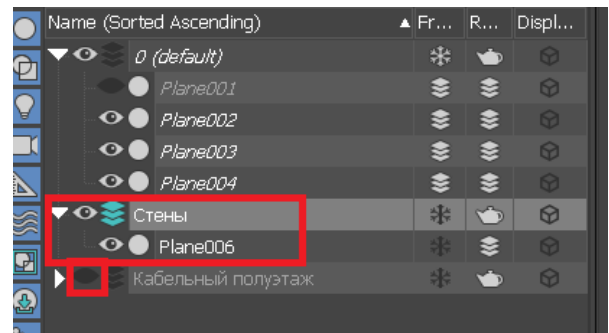 Name (Sorted Ascending) ▲ Fr... R... Displ...
0 (default)
Plane001
Plane002
Plane003
Plane004
Стены
Plane006
Кабельный полуэтаж